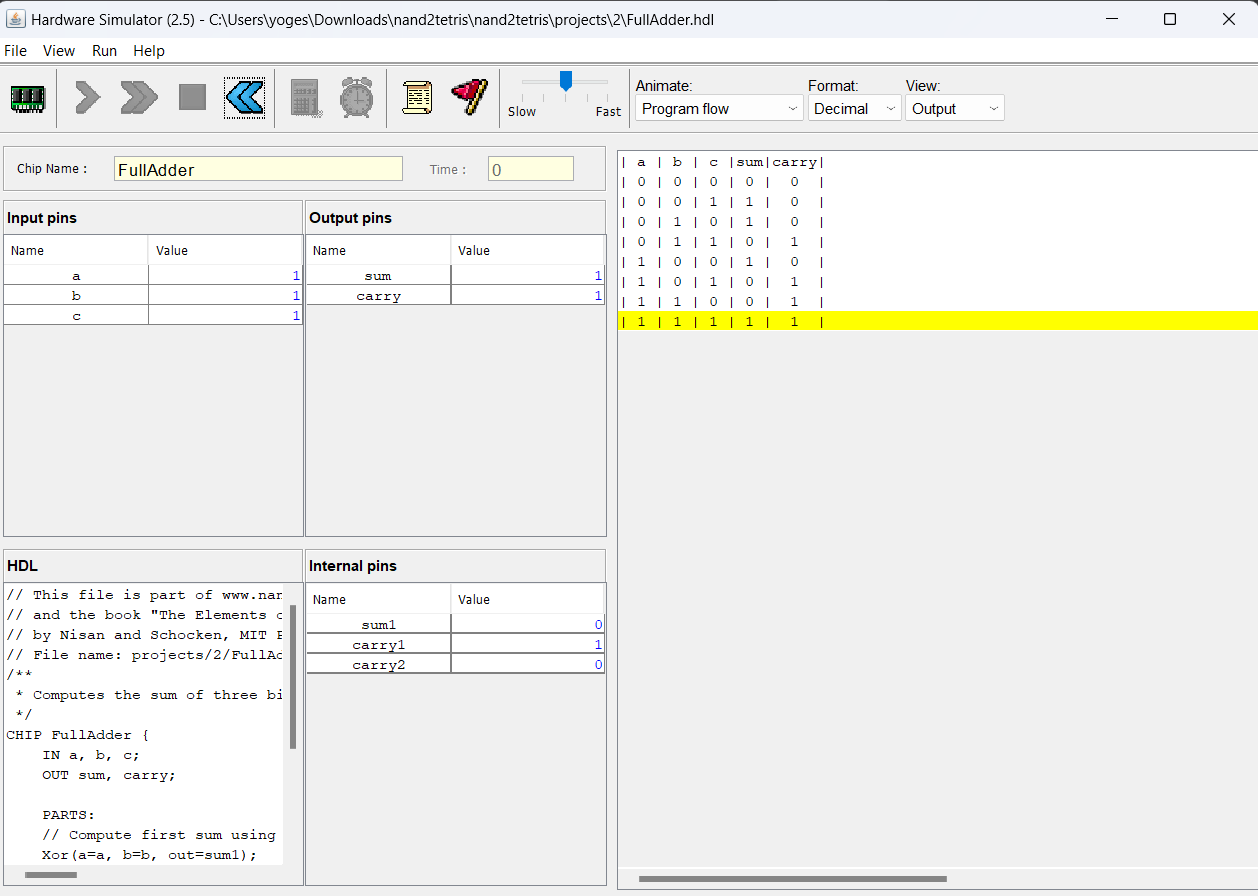 Hardware Simulator (2.5) - C:\Users\yoges\Downloads\nand2tetris\nand2tetris\projects\2\FullAdder.hdl
File View Run Help
Slow Fast
Animate: Format: View:
Program flow Decimal Output
Chip Name : FullAdder Time : 0
Input pins
Name Value
a 1
b 1
c 1
Output pins
Name Value
sum 1
carry 1
HDL
// This file is part of www.nan
// and the book "The Elements o
// by Nisan and Schocken, MIT P
// File name: projects/2/FullAd
/**
* Computes the sum of three bi
*/
CHIP FullAdder {
IN a, b, c;
OUT sum, carry;
PARTS:
// Compute first sum using
Xor(a=a, b=b, out=sum1);
Internal pins
Name Value
sum1 0
carry1 1
carry2 0
| a | b | c |sum|carry|
| 0 | 0 | 0 | 0 | 0 |
| 0 | 0 | 1 | 1 | 0 |
| 0 | 1 | 0 | 1 | 0 |
| 0 | 1 | 1 | 0 | 1 |
| 1 | 0 | 0 | 1 | 0 |
| 1 | 0 | 1 | 0 | 1 |
| 1 | 1 | 0 | 0 | 1 |
| 1 | 1 | 1 | 1 | 1 |